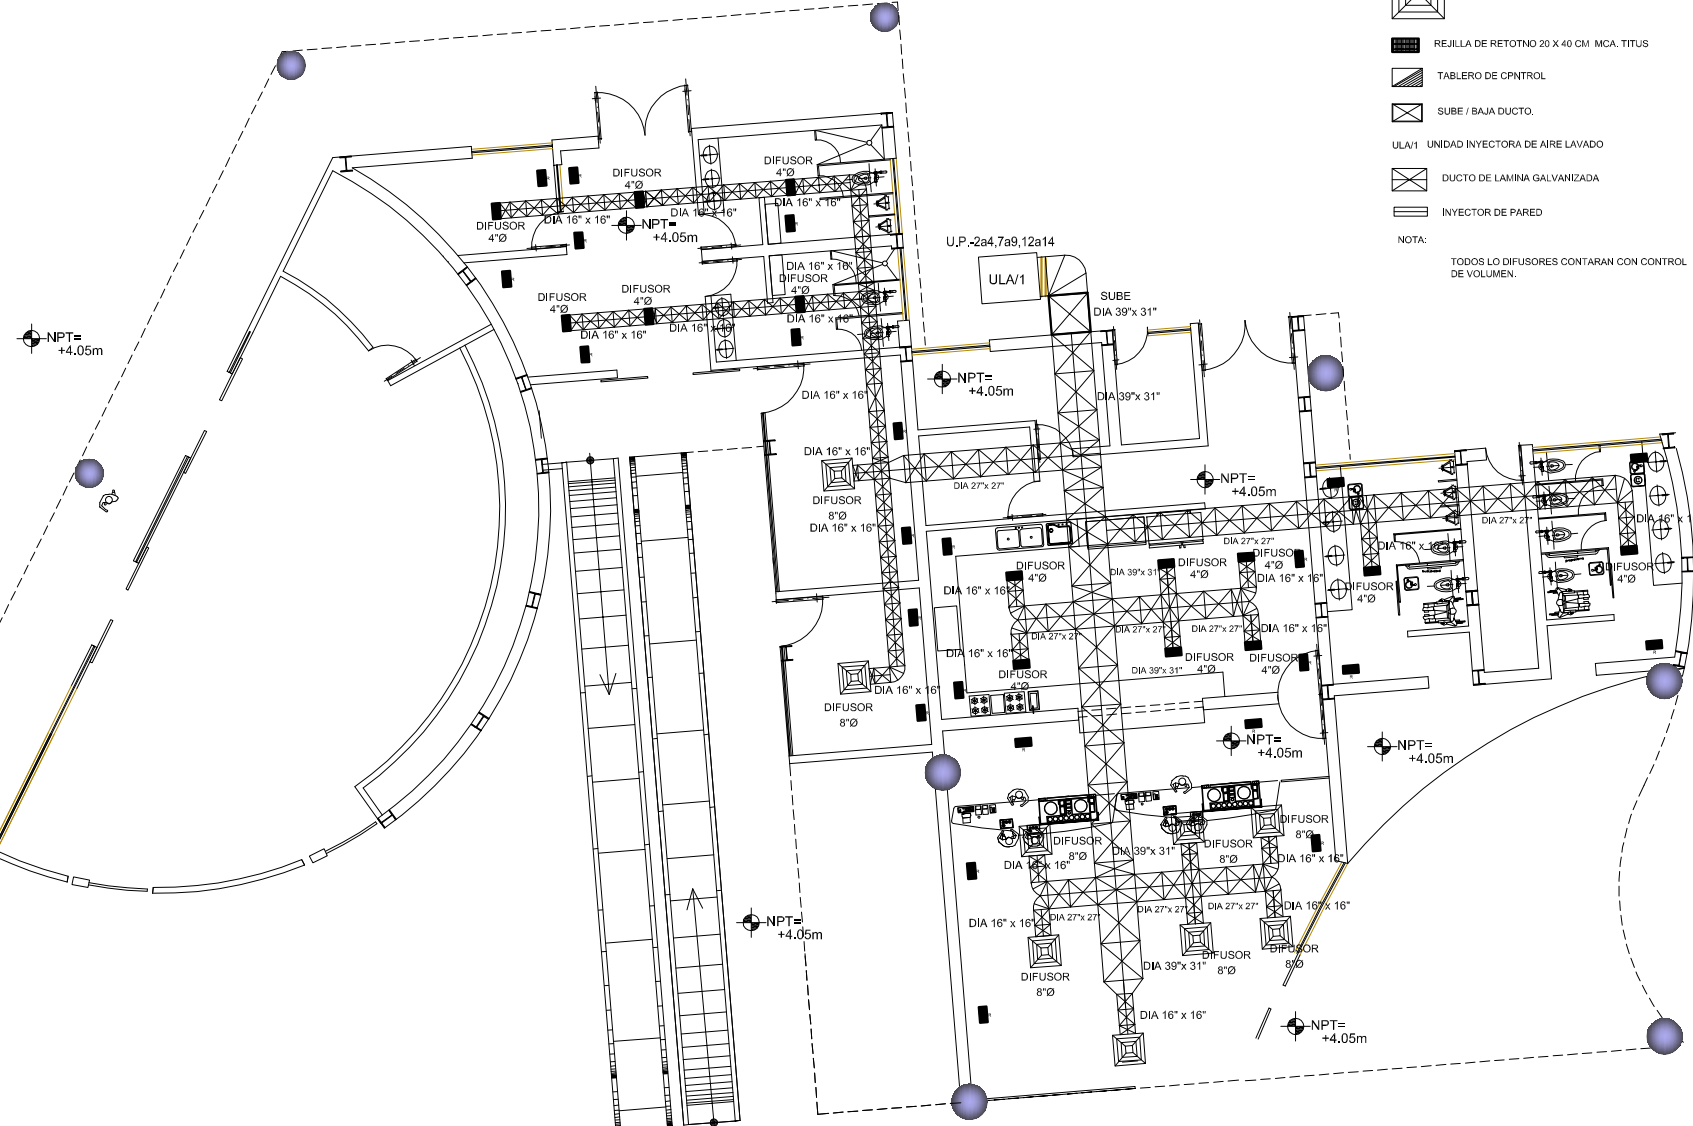 REJILLA DE RETOTNO 20 X 40 CM MCA. TITUS
TABLERO DE CPNTROL
SUBE / BAJA DUCTO.
ULA/1 UNIDAD INYECTORA DE AIRE LAVADO
DUCTO DE LAMINA GALVANIZADA
INYECTOR DE PARED
NOTA:
TODOS LO DIFUSORES CONTARAN CON CONTROL
DE VOLUMEN.
DIFUSOR
4"Ø
DIFUSOR
4"Ø
DIFUSOR
4"Ø
DIA 16" x 16"
DIA 16" x 16"
DIA 16" x 16"
NPT=
+4.05m
DIA 16" x 16"
DIFUSOR
4"Ø
DIFUSOR
4"Ø
DIFUSOR
4"Ø
DIA 16" x 16"
DIA 16" x 16"
DIA 16" x 16"
U.P.-2a4,7a9,12a14
ULA/1
SUBE
DIA 39"x 31"
NPT=
+4.05m
NPT=
+4.05m
DIA 16" x 16"
DIA 39"x 31"
DIA 16" x 16"
DIFUSOR
8"Ø
DIA 16" x 16"
DIA 27"x 27"
NPT=
+4.05m
DIA 27"x 27"
DIA 27"x 27"
DIA 16" x 1
DIA 16" x 16"
DIFUSOR
4"Ø
DIFUSOR
4"Ø
DIFUSOR
4"Ø
DIA 39"x 31"
DIFUSOR
4"Ø
DIFUSOR
4"Ø
DIA 16" x 16"
DIA 16" x 16"
DIA 27"x 27"
DIA 27"x 27"
DIA 27"x 27"
DIA 16" x 16"
DIA 16" x 16"
DIFUSOR
4"Ø
DIA 39"x 31"
DIFUSOR
4"Ø
DIFUSOR
4"Ø
DIA 16" x 16"
DIFUSOR
8"Ø
NPT=
+4.05m
NPT=
+4.05m
DIFUSOR
8"Ø
DIA 39"x 31"
DIFUSOR
8"Ø
DIFUSOR
8"Ø
DIA 16" x 16"
DIA 16" x 16"
DIA 16" x 16"
DIA 27"x 27"
DIA 27"x 27"
DIA 27"x 27"
DIA 16" x 16"
NPT=
+4.05m
DIFUSOR
8"Ø
DIA 39"x 31"
DIFUSOR
8"Ø
DIFUSOR
8"Ø
DIA 16" x 16"
NPT=
+4.05m